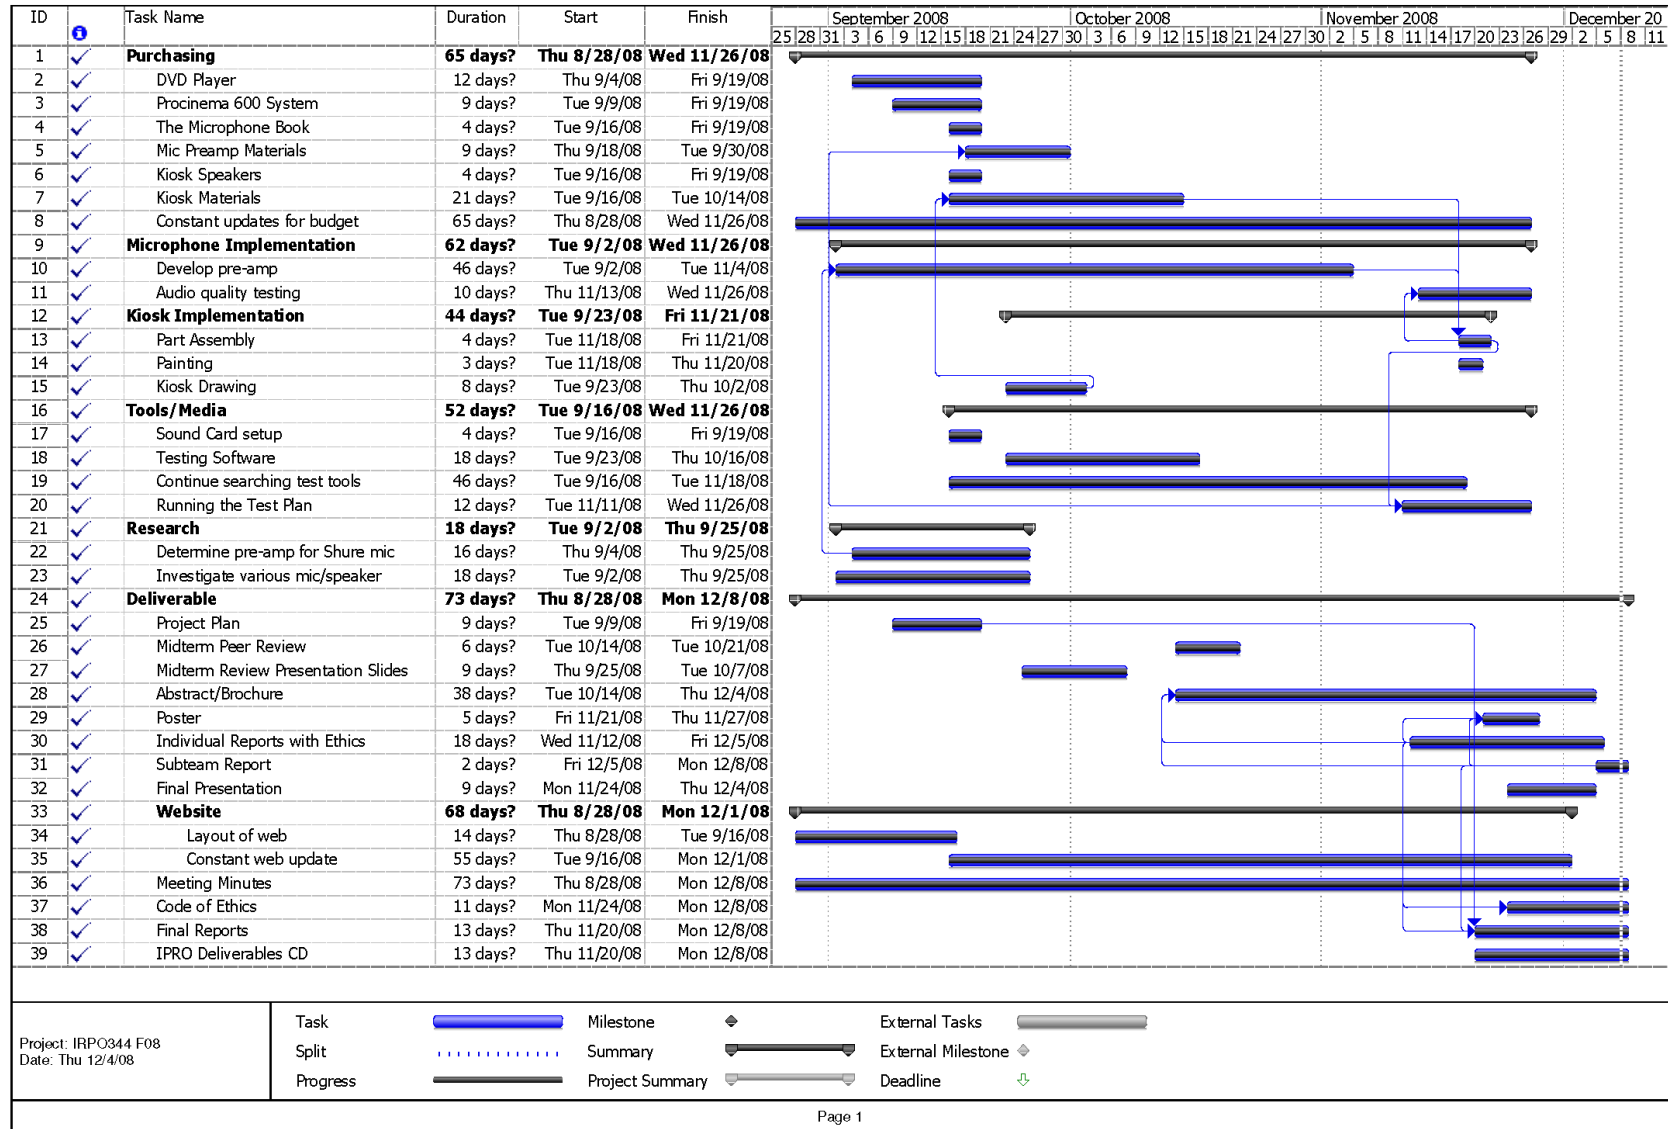 ID Task Name Duration Start Finish September 2008 October 2008 November 2008 December 20
25 28 31 3 6 9 12 15 18 21 24 27 30 3 6 9 12 15 18 21 24 27 30 2 5 8 11 14 17 20 23 26 29 2 5 8 11
1 Purchasing 65 days? Thu 8/28/08 Wed 11/26/08
2 DVD Player 12 days? Thu 9/4/08 Fri 9/19/08
3 Procinema 600 System 9 days? Tue 9/9/08 Fri 9/19/08
4 The Microphone Book 4 days? Tue 9/16/08 Fri 9/19/08
5 Mic Preamp Materials 9 days? Thu 9/18/08 Tue 9/30/08
6 Kiosk Speakers 4 days? Tue 9/16/08 Fri 9/19/08
7 Kiosk Materials 21 days? Tue 9/16/08 Tue 10/14/08
8 Constant updates for budget 65 days? Thu 8/28/08 Wed 11/26/08
9 Microphone Implementation 62 days? Tue 9/2/08 Wed 11/26/08
10 Develop pre-amp 46 days? Tue 9/2/08 Tue 11/4/08
11 Audio quality testing 10 days? Thu 11/13/08 Wed 11/26/08
12 Kiosk Implementation 44 days? Tue 9/23/08 Fri 11/21/08
13 Part Assembly 4 days? Tue 11/18/08 Fri 11/21/08
14 Painting 3 days? Tue 11/18/08 Thu 11/20/08
15 Kiosk Drawing 8 days? Tue 9/23/08 Thu 10/2/08
16 Tools/Media 52 days? Tue 9/16/08 Wed 11/26/08
17 Sound Card setup 4 days? Tue 9/16/08 Fri 9/19/08
18 Testing Software 18 days? Tue 9/23/08 Thu 10/16/08
19 Continue searching test tools 46 days? Tue 9/16/08 Tue 11/18/08
20 Running the Test Plan 12 days? Tue 11/11/08 Wed 11/26/08
21 Research 18 days? Tue 9/2/08 Thu 9/25/08
22 Determine pre-amp for Shure mic 16 days? Thu 9/4/08 Thu 9/25/08
23 Investigate various mic/speaker 18 days? Tue 9/2/08 Thu 9/25/08
24 Deliverable 73 days? Thu 8/28/08 Mon 12/8/08
25 Project Plan 9 days? Tue 9/9/08 Fri 9/19/08
26 Midterm Peer Review 6 days? Tue 10/14/08 Tue 10/21/08
27 Midterm Review Presentation Slides 9 days? Thu 9/25/08 Tue 10/7/08
28 Abstract/Brochure 38 days? Tue 10/14/08 Thu 12/4/08
29 Poster 5 days? Fri 11/21/08 Thu 11/27/08
30 Individual Reports with Ethics 18 days? Wed 11/12/08 Fri 12/5/08
31 Subteam Report 2 days? Fri 12/5/08 Mon 12/8/08
32 Final Presentation 9 days? Mon 11/24/08 Thu 12/4/08
33 Website 68 days? Thu 8/28/08 Mon 12/1/08
34 Layout of web 14 days? Thu 8/28/08 Tue 9/16/08
35 Constant web update 55 days? Tue 9/16/08 Mon 12/1/08
36 Meeting Minutes 73 days? Thu 8/28/08 Mon 12/8/08
37 Code of Ethics 11 days? Mon 11/24/08 Mon 12/8/08
38 Final Reports 13 days? Thu 11/20/08 Mon 12/8/08
39 IPRO Deliverables CD 13 days? Thu 11/20/08 Mon 12/8/08
Project: IRPO344 F08
Date: Thu 12/4/08
Task Milestone External Tasks
Split Summary External Milestone
Progress Project Summary Deadline
Page 1